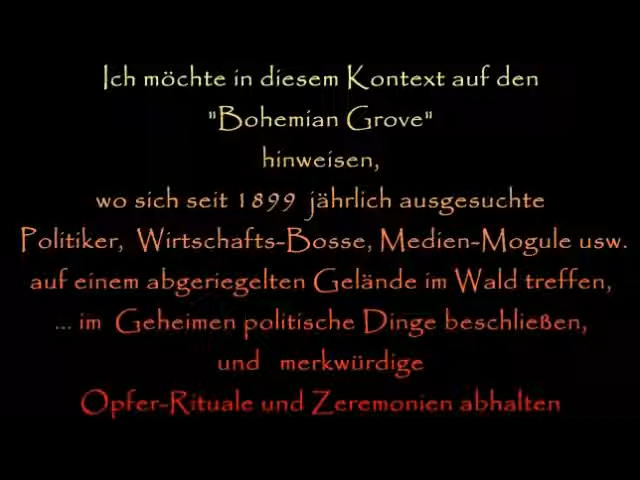 Ich möchte in diesem Kontext auf den
"Bohemian Grove"
hinweisen,
wo sich seit 1899 jährlich ausgesuchte
Politiker, Wirtschafts-Bosse, Medien-Mogule usw.
auf einem abgeriegelten Gelände im Wald treffen,
... im Geheimen politische Dinge beschließen,
und merkwürdige
Opfer-Rituale und Zeremonien abhalten